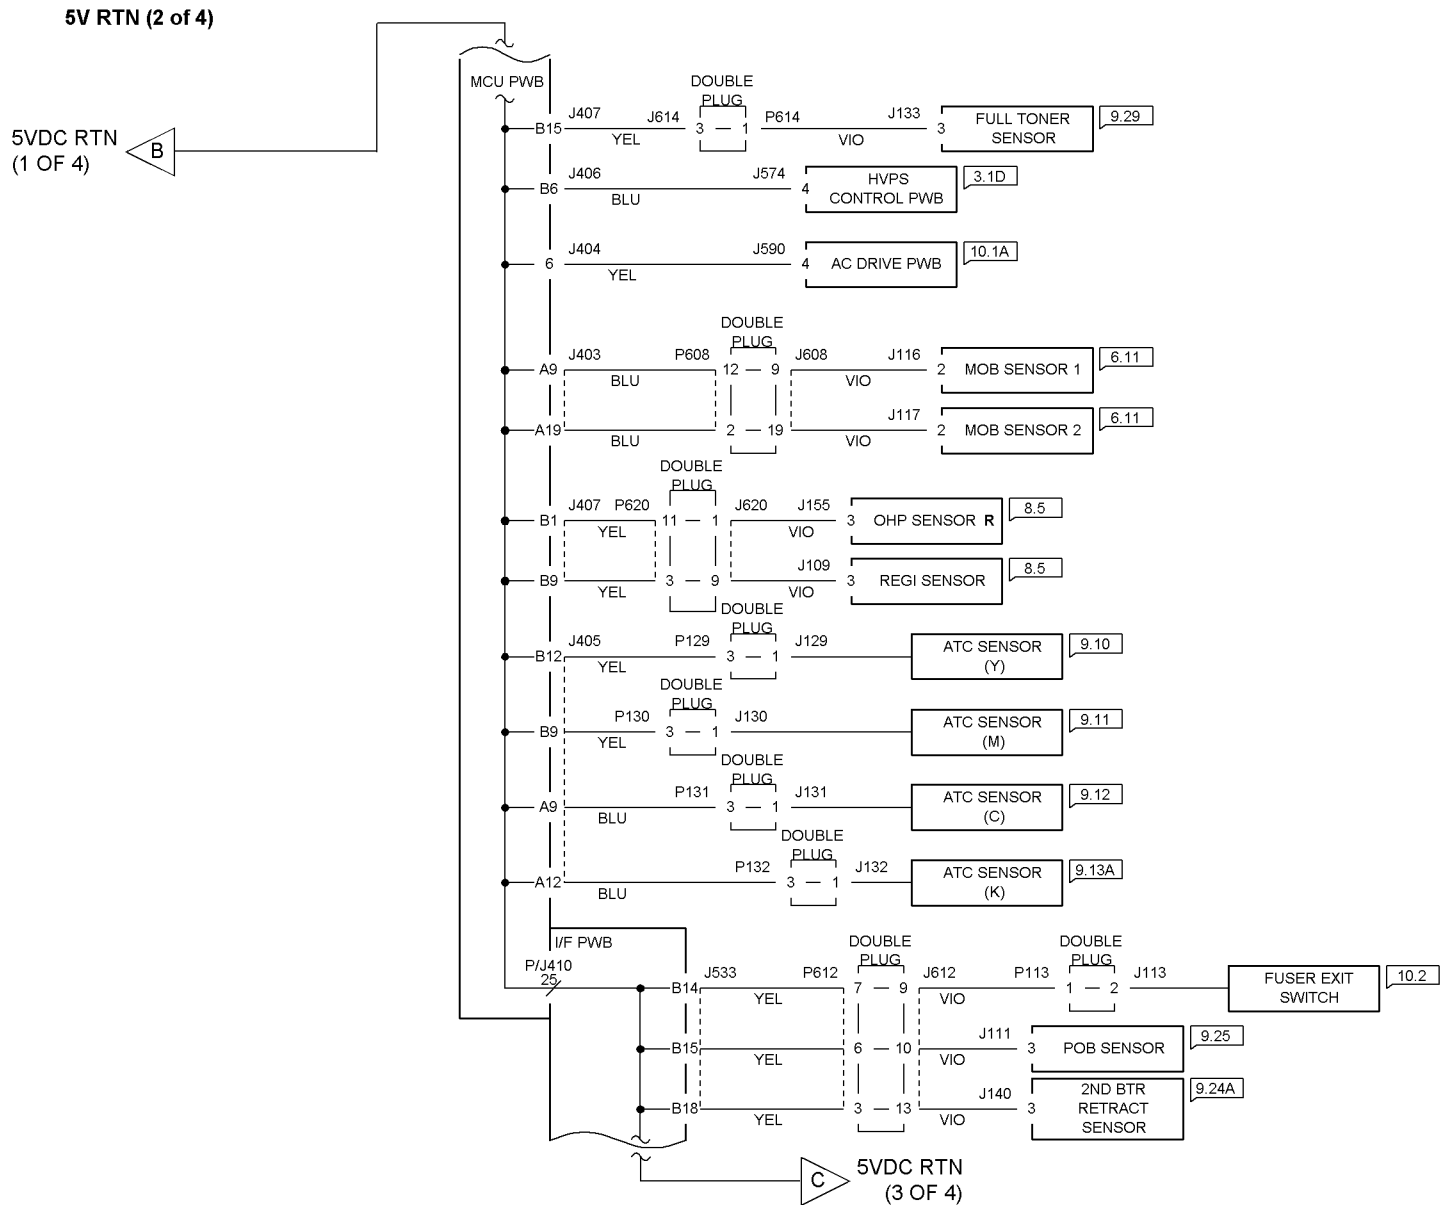 5V RTN (2 of 4)
MCU PWB
5VDC RTN
(1 OF 4)
B
DOUBLE
PLUG
B15 J407 YEL J614 3 1 P614 VIO J133 3
FULL TONER
SENSOR
9.29
B6 J406 BLU J574 4
HVPS
CONTROL PWB
3.1D
6 J404 YEL J590 4
AC DRIVE PWB
10.1A
DOUBLE
PLUG
A9 J403 BLU P608 12 9 J608 VIO J116 2
MOB SENSOR 1
6.11
A19 BLU 2 19 VIO J117 2
MOB SENSOR 2
6.11
DOUBLE
PLUG
B1 J407 YEL P620 11 1 J620 VIO J155 3
OHP SENSOR R
8.5
B9 YEL 3 9 VIO J109 3
REGI SENSOR
8.5
DOUBLE
PLUG
B12 J405 YEL P129 3 1 J129
ATC SENSOR
(Y)
9.10
DOUBLE
PLUG
B9 YEL P130 3 1 J130
ATC SENSOR
(M)
9.11
DOUBLE
PLUG
A9 BLU P131 3 1 J131
ATC SENSOR
(C)
9.12
DOUBLE
PLUG
A12 BLU P132 3 1 J132
ATC SENSOR
(K)
9.13A
I/F PWB
P/J410
25
DOUBLE
PLUG
DOUBLE
PLUG
B14 J533 YEL P612 7 9 J612 VIO P113 1 2 J113
FUSER EXIT
SWITCH
10.2
B15 YEL 6 10 VIO J111 3
POB SENSOR
9.25
B18 YEL 3 13 VIO J140 3
2ND BTR
RETRACT
SENSOR
9.24A
C
5VDC RTN
(3 OF 4)